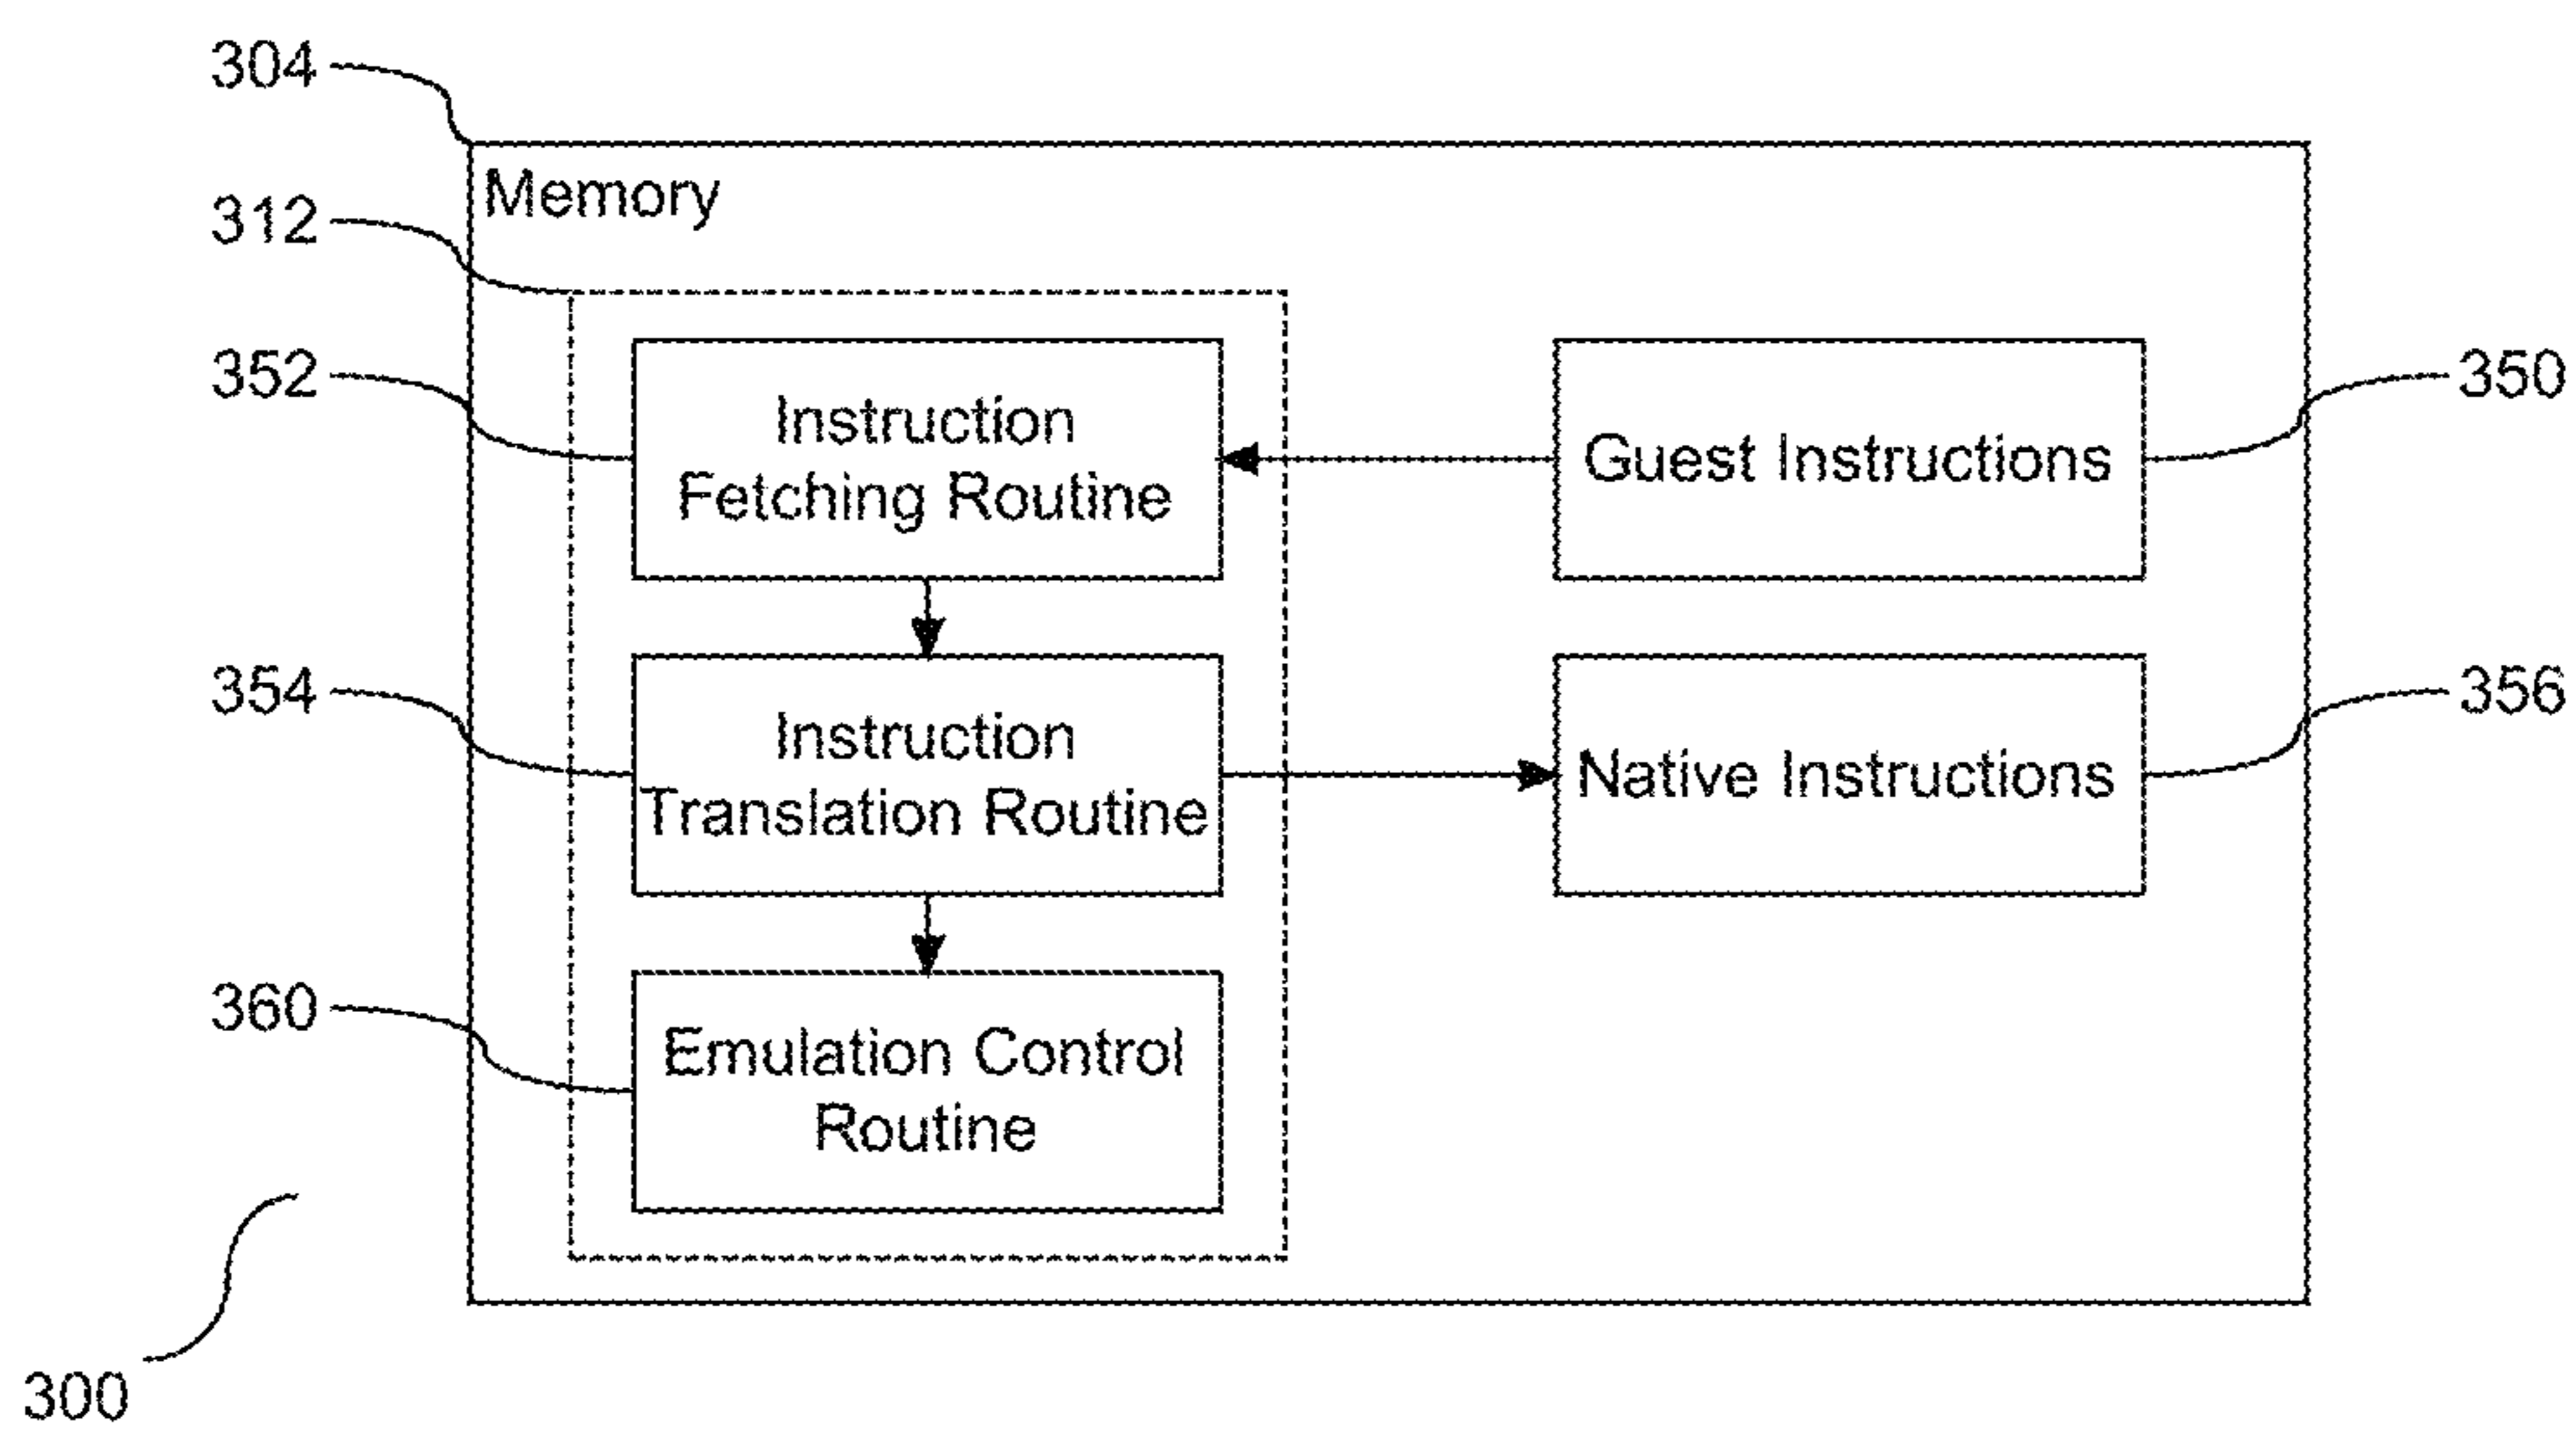 304
Memory
312
352
Instruction
Fetching Routine
Guest Instructions
350
354
Instruction
Translation Routine
Native Instructions
356
360
Emulation Control
Routine
300